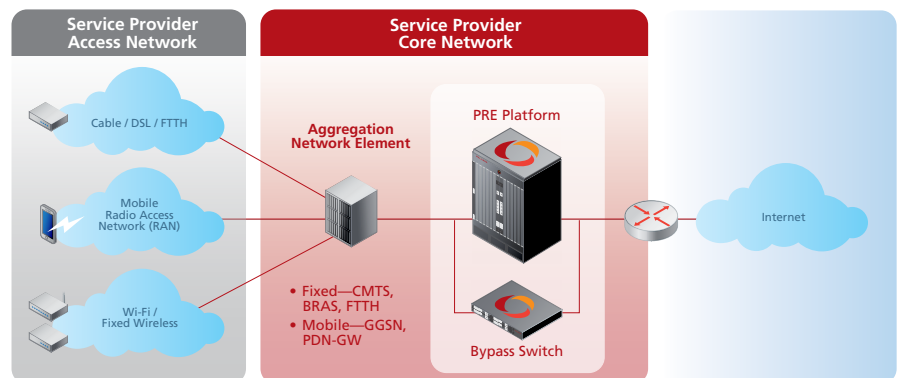 Service Provider
Access Network
Cable / DSL / FTTH
Mobile
Radio Access
Network (RAN)
Wi-Fi /
Fixed Wireless
Service Provider
Core Network
Aggregation
Network Element
• Fixed—CMTS,
BRAS, FTTH
• Mobile—GGSN,
PDN-GW
PRE Platform
Bypass Switch
Internet